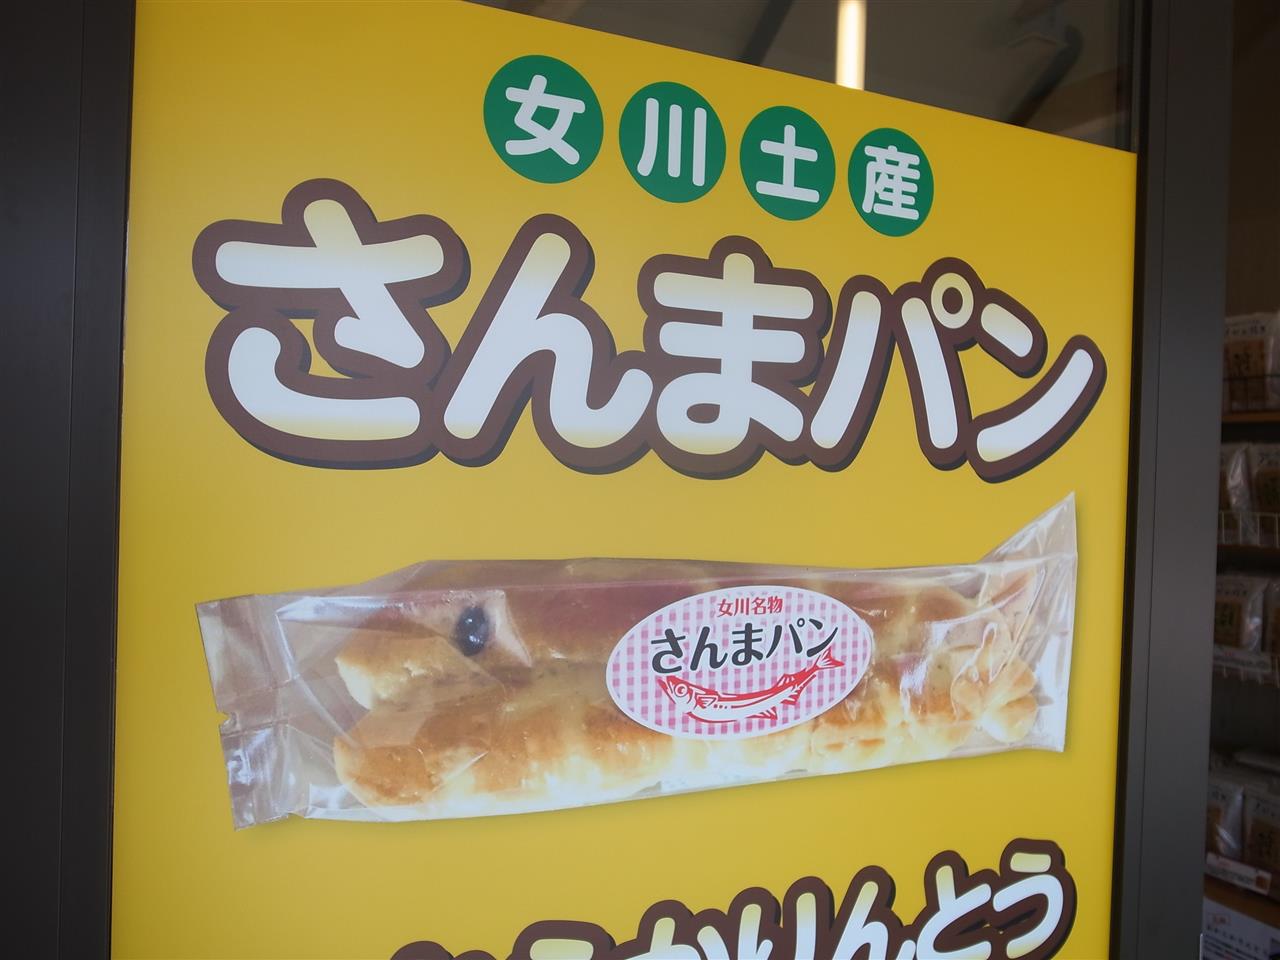 女川土産
さんまパン
女川名物
さんまパン
かりんとう